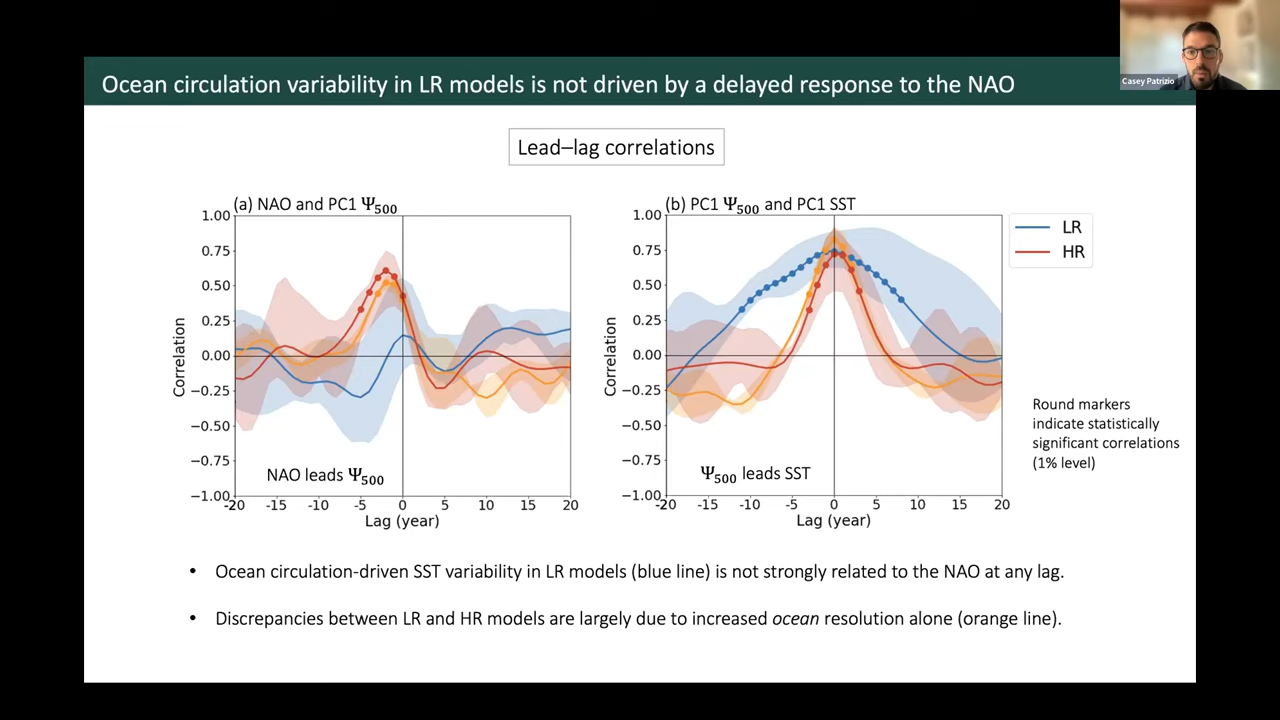 Casey Patrizio
Ocean circulation variability in LR models is not driven by a delayed response to the NAO
Lead–lag correlations
(a) NAO and PC1 Ψ500
1.00
0.75
0.50
0.25
0.00
−0.25
−0.50
−0.75
−1.00
Correlation
NAO leads Ψ500
-20 -15 -10 -5 0 5 10 15 20
Lag (year)
(b) PC1 Ψ500 and PC1 SST
1.00
0.75
0.50
0.25
0.00
−0.25
−0.50
−0.75
−1.00
Correlation
Ψ500 leads SST
-20 -15 -10 -5 0 5 10 15 20
Lag (year)
LR
HR
Round markers
indicate statistically
significant correlations
(1% level)
• Ocean circulation-driven SST variability in LR models (blue line) is not strongly related to the NAO at any lag.
• Discrepancies between LR and HR models are largely due to increased ocean resolution alone (orange line).